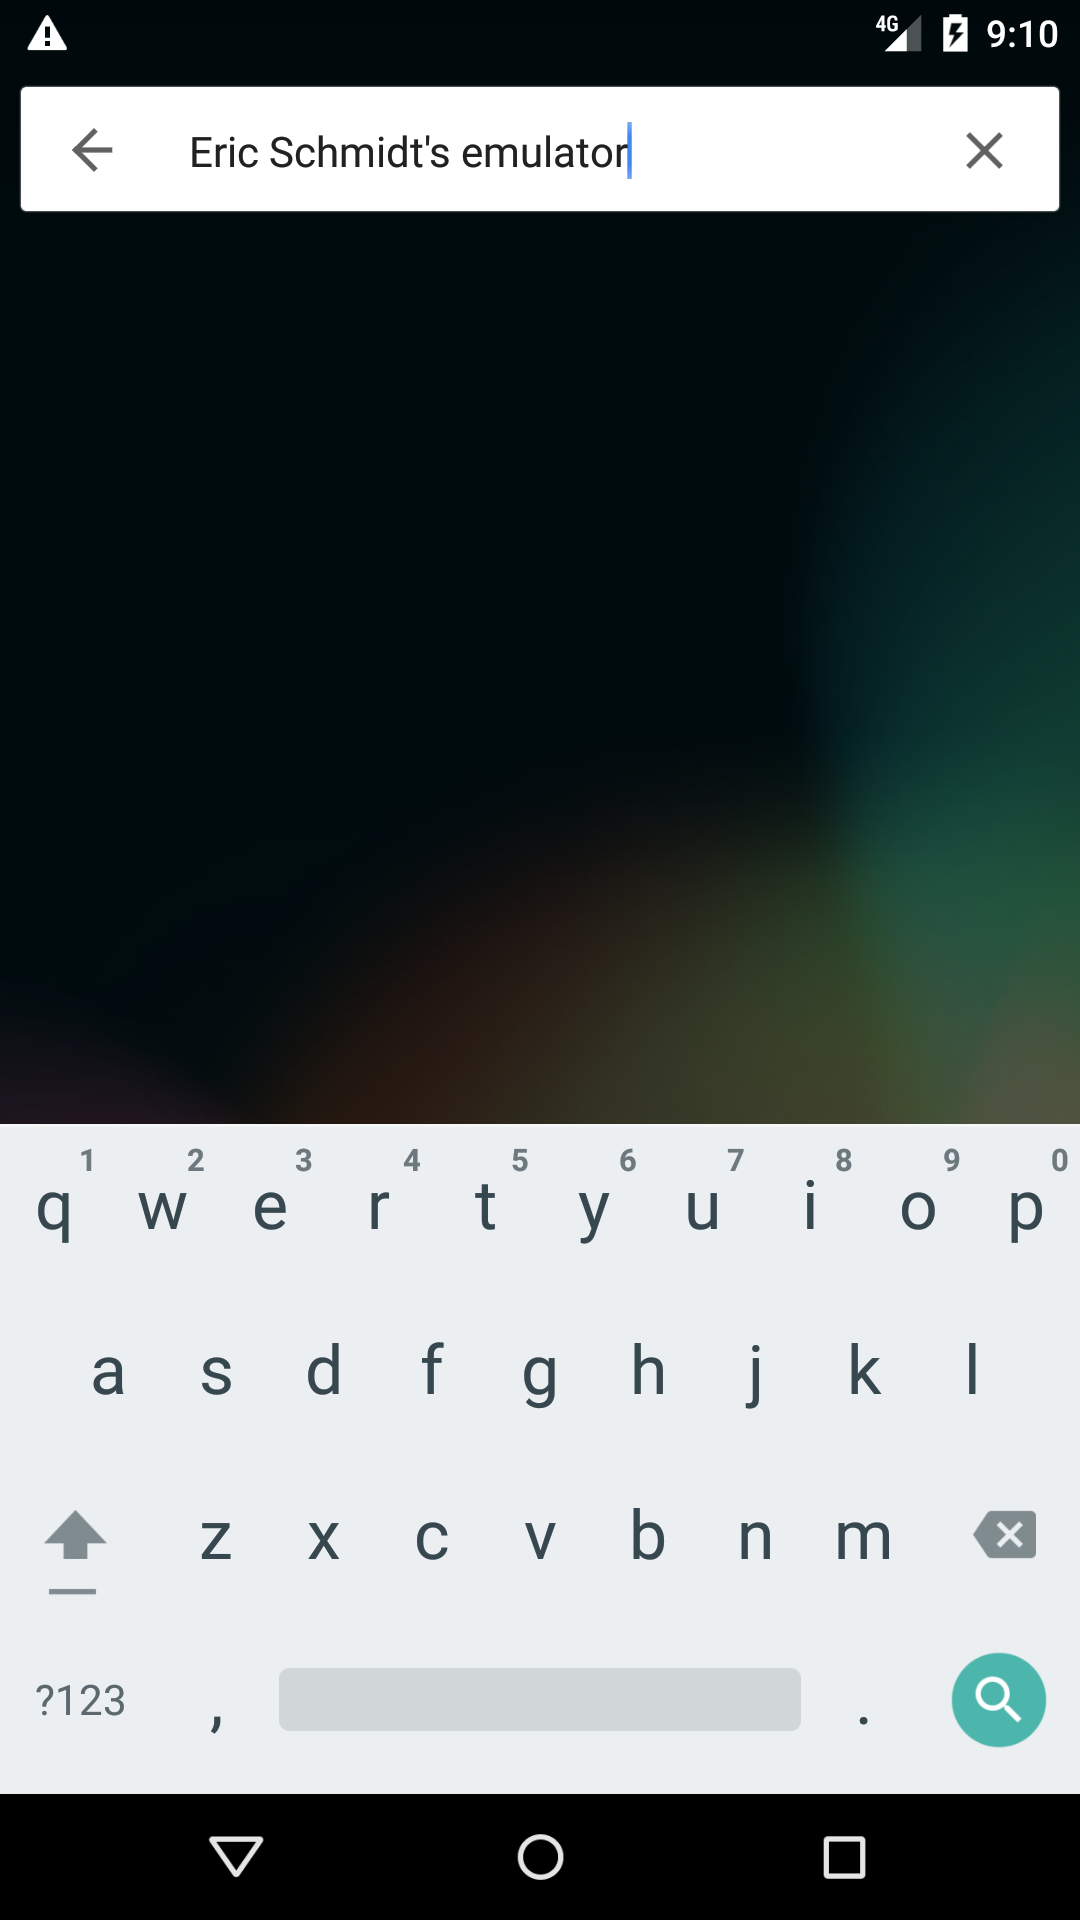 4G 9:10
Eric Schmidt's emulator
1 2 3 4 5 6 7 8 9 0
q w e r t y u i o p
a s d f g h j k l
z x c v b n m
?123 , .